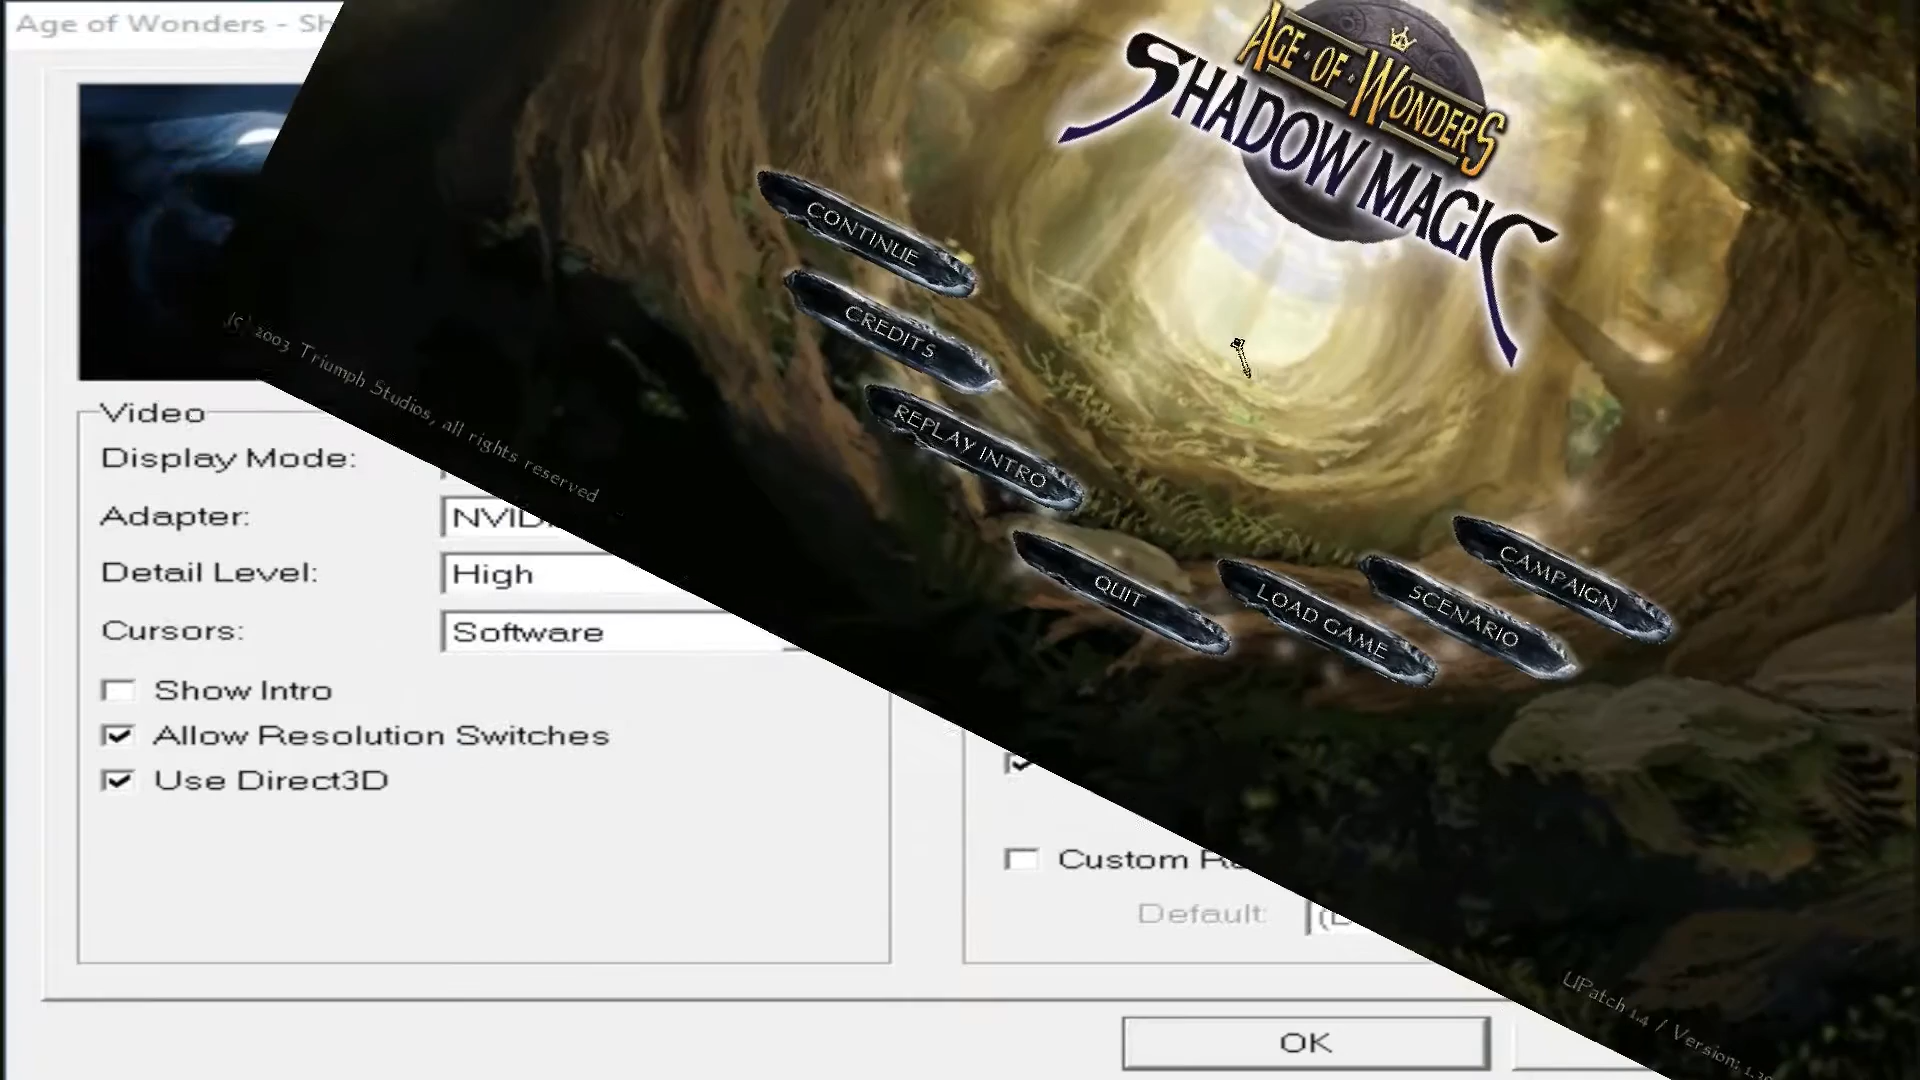 Age of Wonders - Sh
AGE OF WONDERS
SHADOW MAGIC
CONTINUE
CREDITS
REPLAY INTRO
QUIT
LOAD GAME
SCENARIO
CAMPAIGN
(C) 2003 Triumph Studios, all rights reserved
Video
Display Mode:
Adapter:
Detail Level: High
Cursors: Software
Show Intro
Allow Resolution Switches
Use Direct3D
Custom
Default:
UPatch 1.4 / Version:
OK